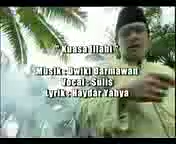 " Kuasa Illahi "
Musik : Dwiki Darmawan
Vocal : Sulis
Lyrik : Haydar Yahya